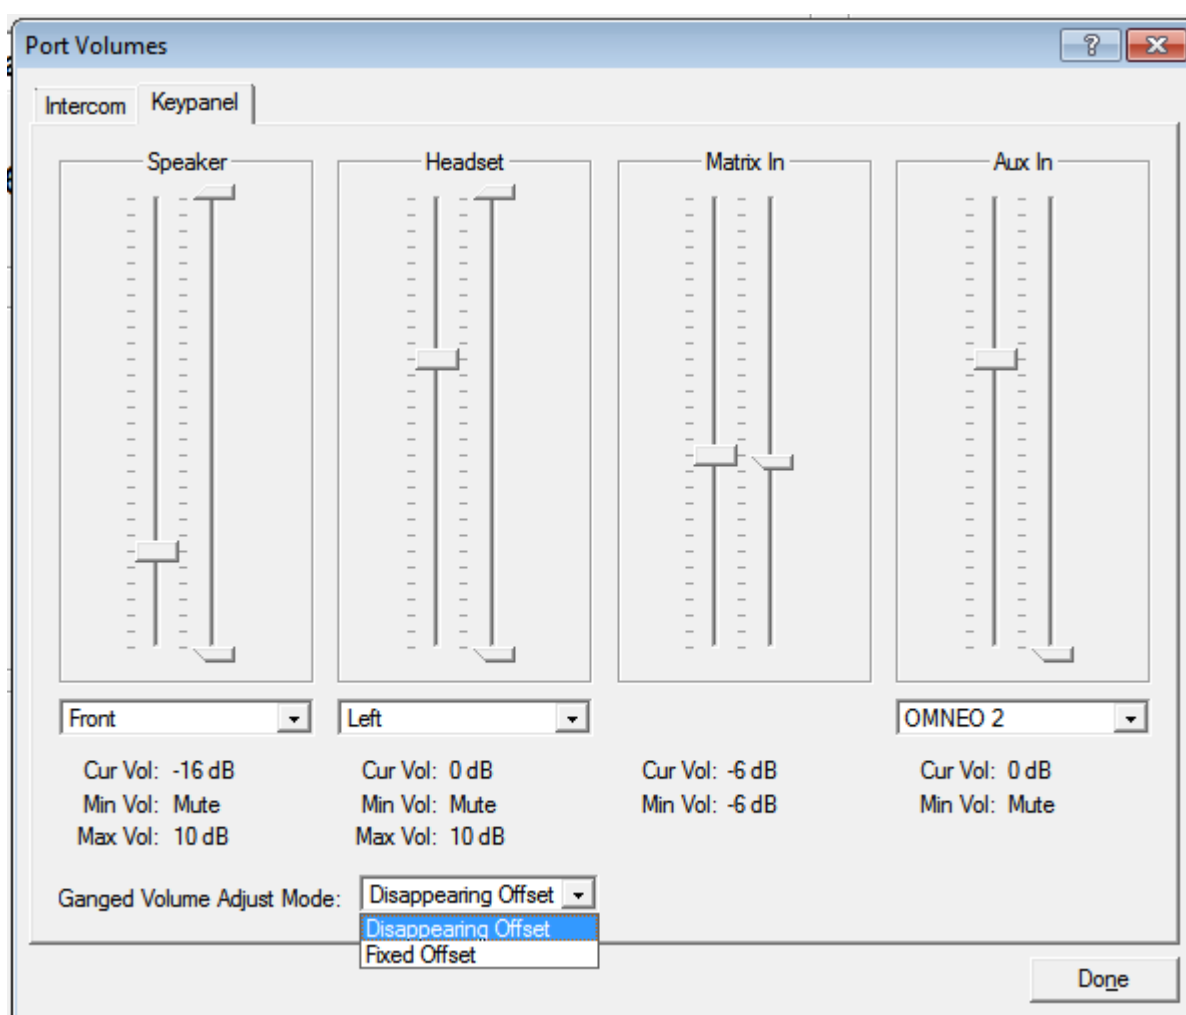 Port Volumes
Intercom Keypanel
Speaker Headset Matrix In Aux In
Front Left OMNEO 2
Cur Vol: -16 dB Cur Vol: 0 dB Cur Vol: -6 dB Cur Vol: 0 dB
Min Vol: Mute Min Vol: Mute Min Vol: -6 dB Min Vol: Mute
Max Vol: 10 dB Max Vol: 10 dB
Ganged Volume Adjust Mode: Disappearing Offset
Disappearing Offset
Fixed Offset
Done